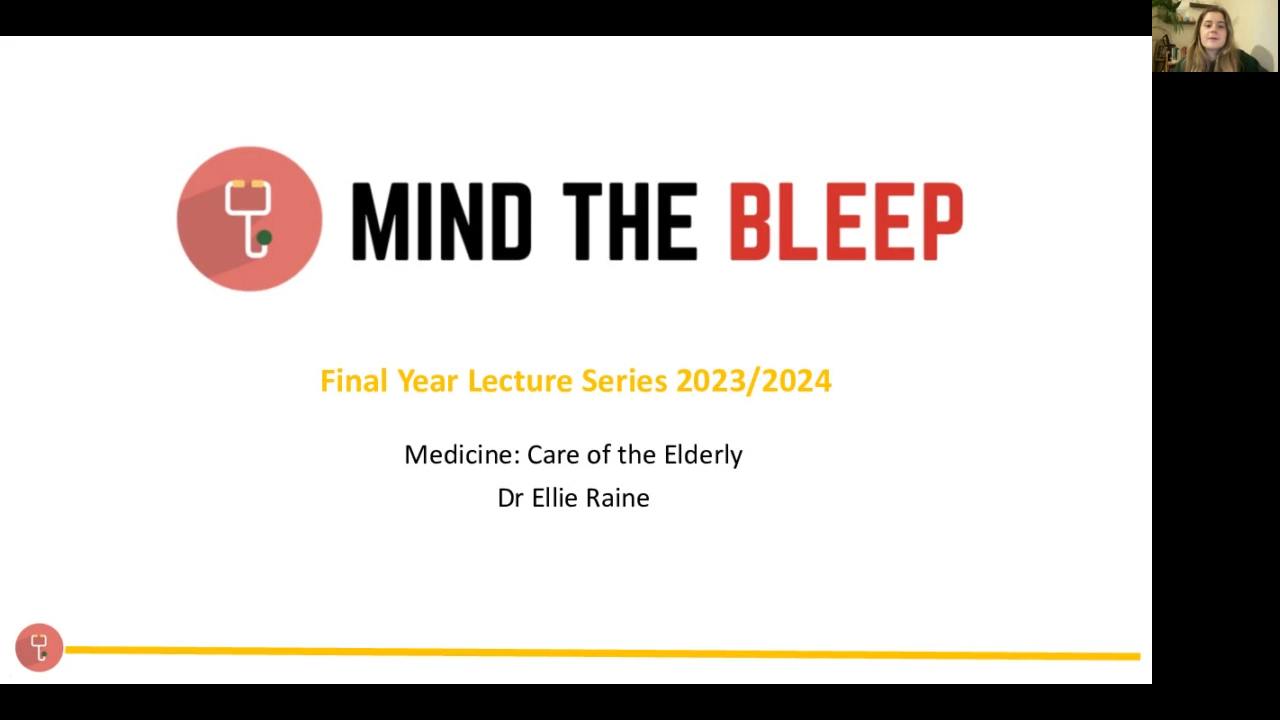 MIND THE BLEEP
Final Year Lecture Series 2023/2024
Medicine: Care of the Elderly
Dr Ellie Raine